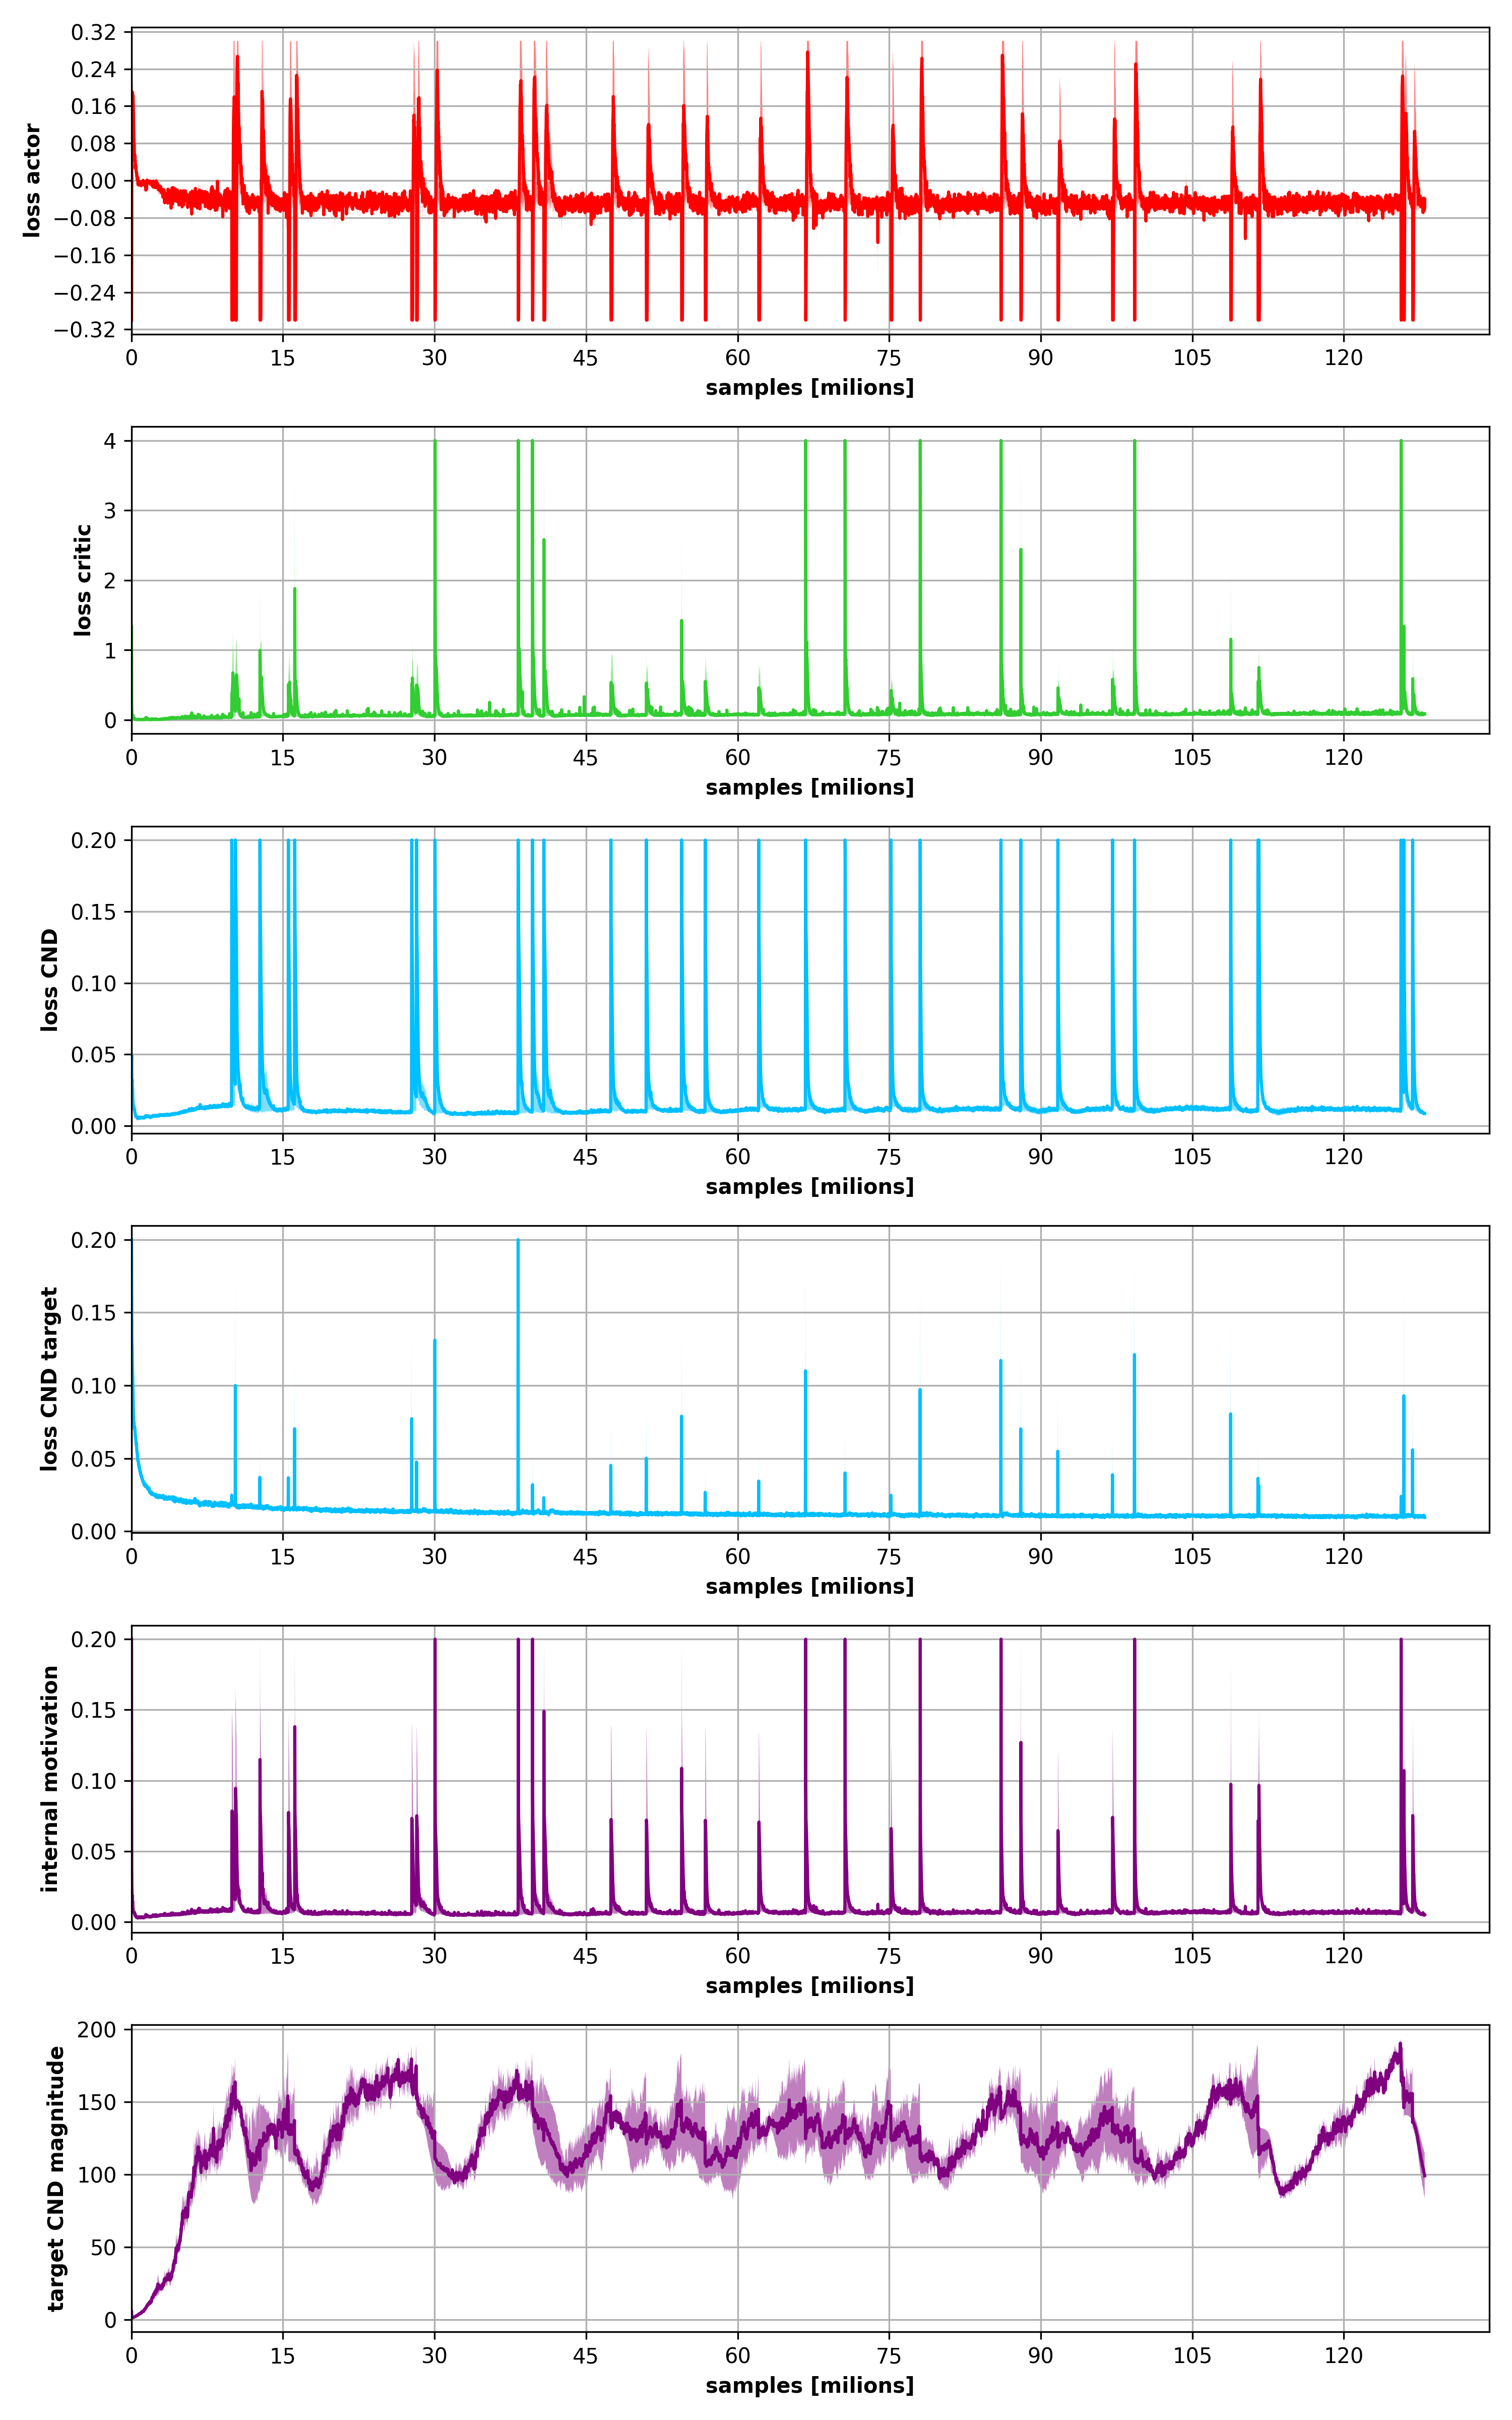 loss actor
0.32
0.24
0.16
0.08
0.00
−0.08
−0.16
−0.24
−0.32
0 15 30 45 60 75 90 105 120
samples [milions]
loss critic
4
3
2
1
0
0 15 30 45 60 75 90 105 120
samples [milions]
loss CND
0.20
0.15
0.10
0.05
0.00
0 15 30 45 60 75 90 105 120
samples [milions]
loss CND target
0.20
0.15
0.10
0.05
0.00
0 15 30 45 60 75 90 105 120
samples [milions]
internal motivation
0.20
0.15
0.10
0.05
0.00
0 15 30 45 60 75 90 105 120
samples [milions]
target CND magnitude
200
150
100
50
0
0 15 30 45 60 75 90 105 120
samples [milions]